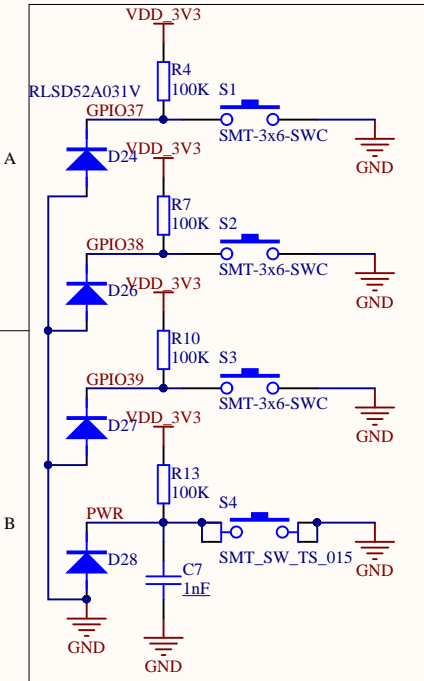 VDD_3V3
R4
100K
S1
RLSD52A031V
GPIO37
SMT-3x6-SWC
A
D24
VDD_3V3
GND
R7
100K
S2
GPIO38
SMT-3x6-SWC
D26
VDD_3V3
GND
R10
100K
S3
GPIO39
SMT-3x6-SWC
D27
VDD_3V3
GND
R13
100K
S4
PWR
B
D28
SMT_SW_TS_015
C7
1nF
GND
GND
GND